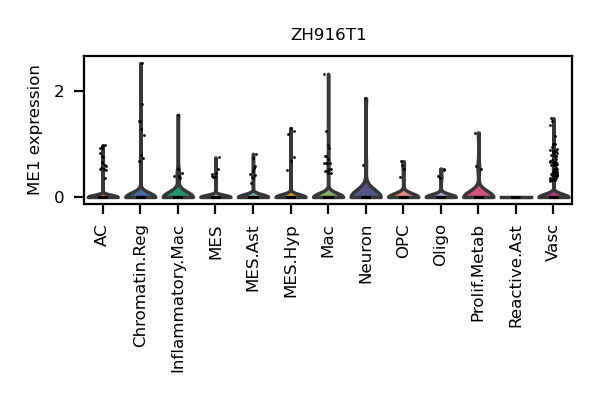 ZH916T1
ME1 expression
2
0
AC
Chromatin.Reg
Inflammatory.Mac
MES
MES.Ast
MES.Hyp
Mac
Neuron
OPC
Oligo
Prolif.Metab
Reactive.Ast
Vasc